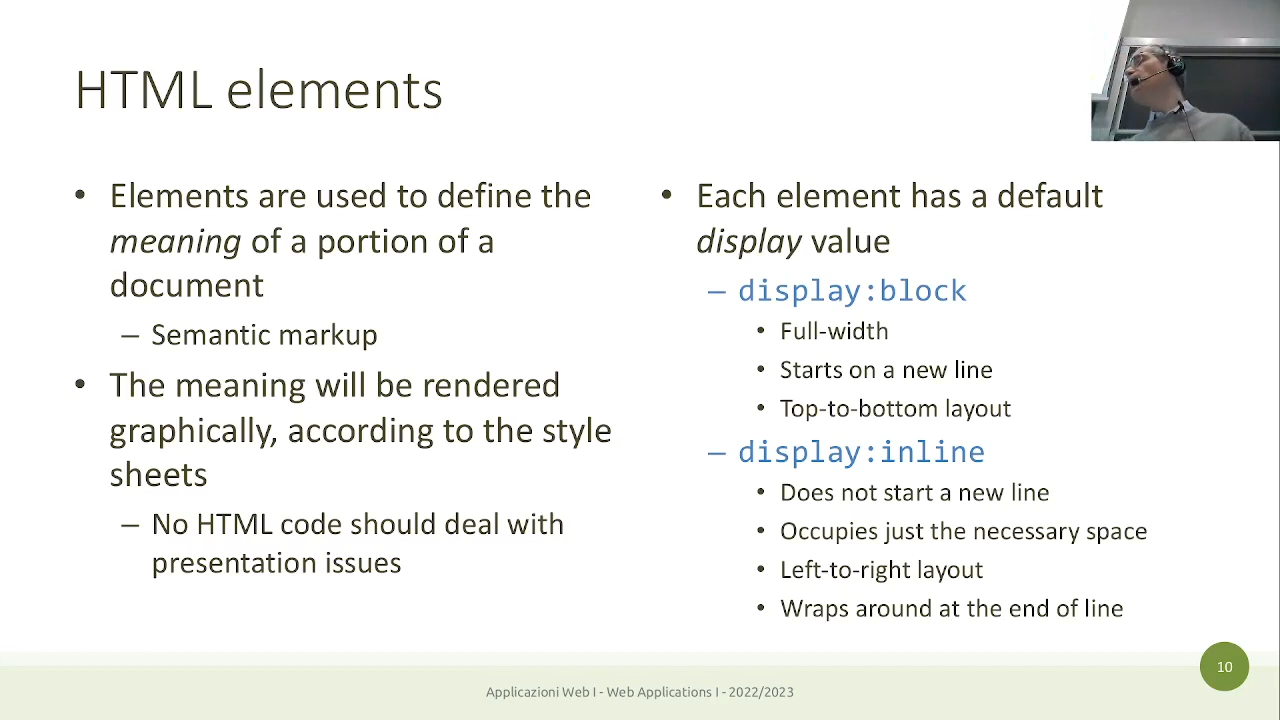 HTML elements
• Elements are used to define the
meaning of a portion of a
document
– Semantic markup
• The meaning will be rendered
graphically, according to the style
sheets
– No HTML code should deal with
presentation issues
• Each element has a default
display value
– display:block
• Full-width
• Starts on a new line
• Top-to-bottom layout
– display:inline
• Does not start a new line
• Occupies just the necessary space
• Left-to-right layout
• Wraps around at the end of line
Applicazioni Web I - Web Applications I - 2022/2023
10